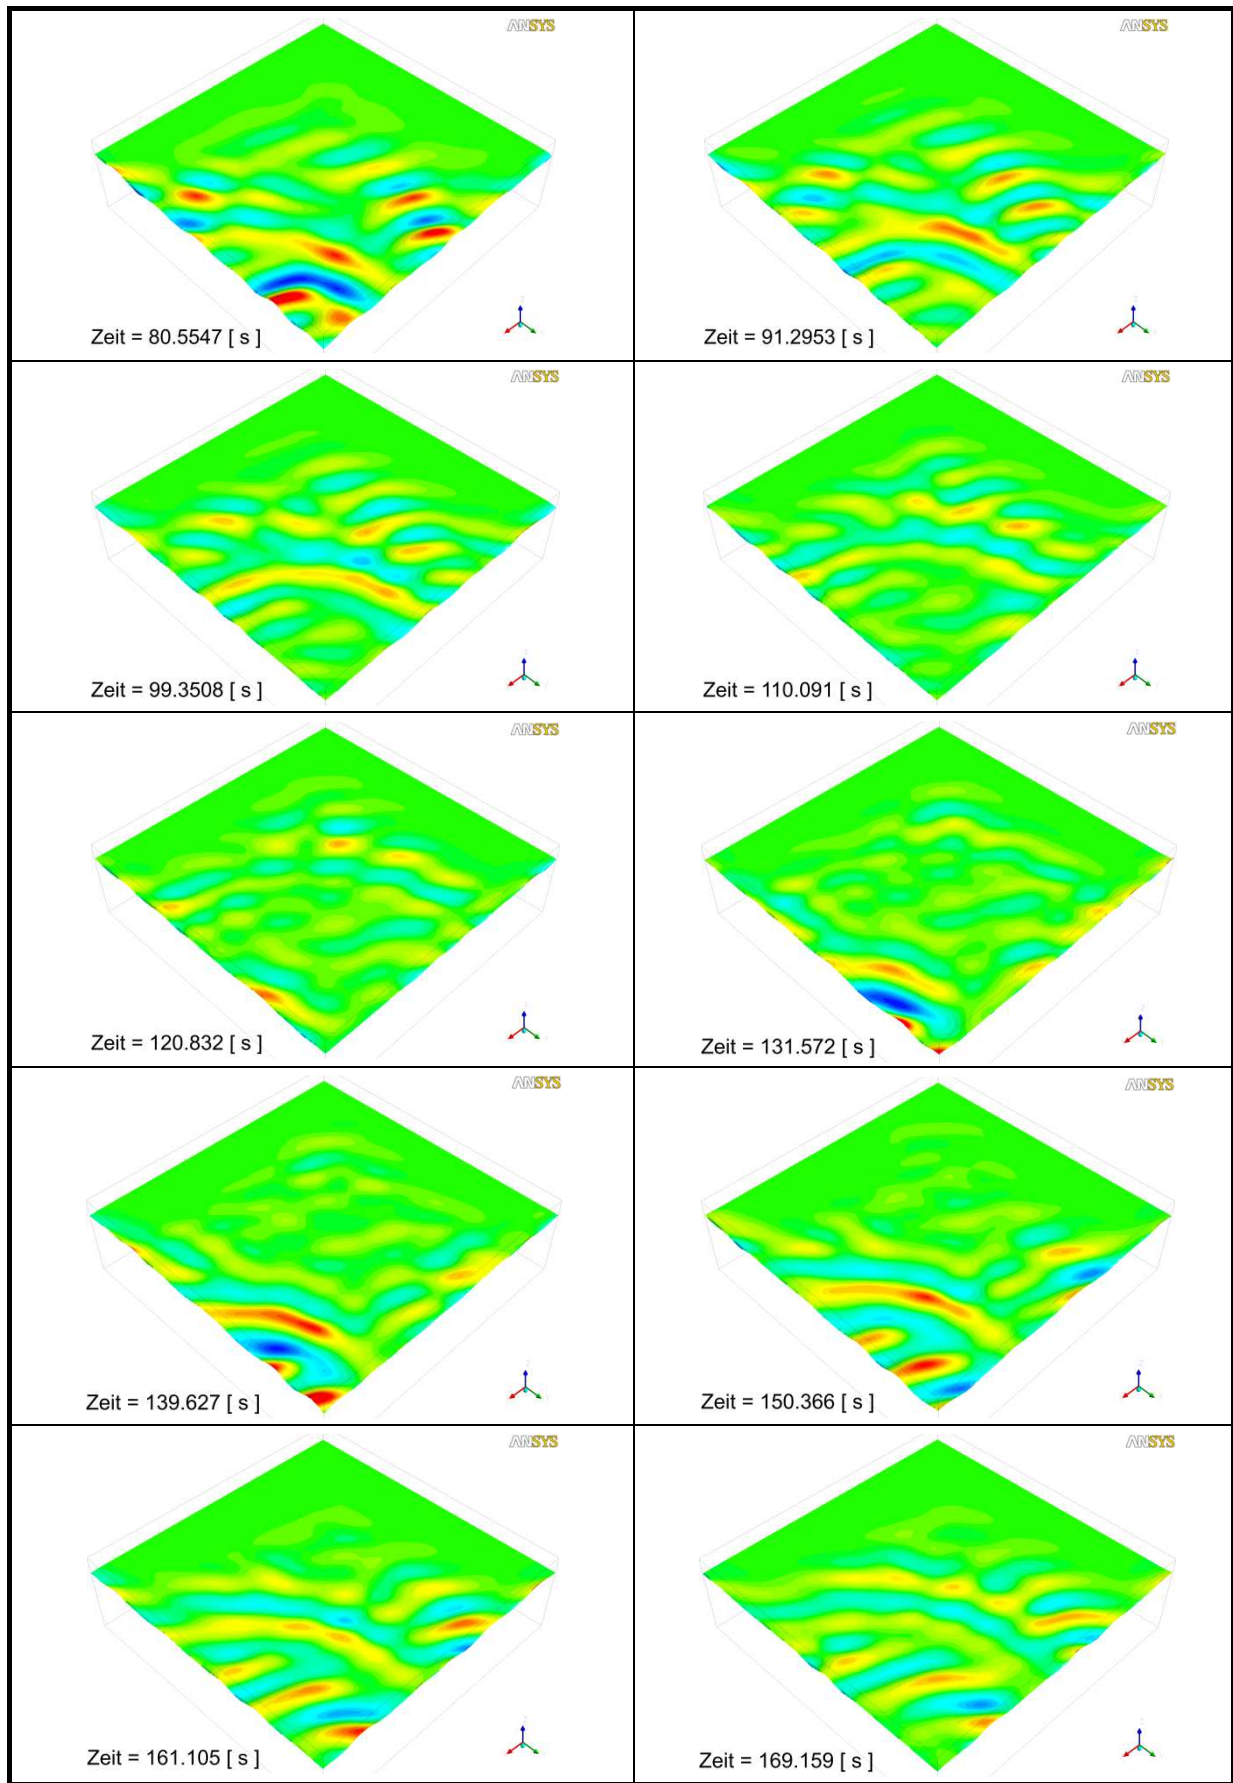 ANSYS
ANSYS
Zeit = 80.5547 [ s ]
Zeit = 91.2953 [ s ]
ANSYS
ANSYS
Zeit = 99.3508 [ s ]
Zeit = 110.091 [ s ]
ANSYS
ANSYS
Zeit = 120.832 [ s ]
Zeit = 131.572 [ s ]
ANSYS
ANSYS
Zeit = 139.627 [ s ]
Zeit = 150.366 [ s ]
ANSYS
ANSYS
Zeit = 161.105 [ s ]
Zeit = 169.159 [ s ]